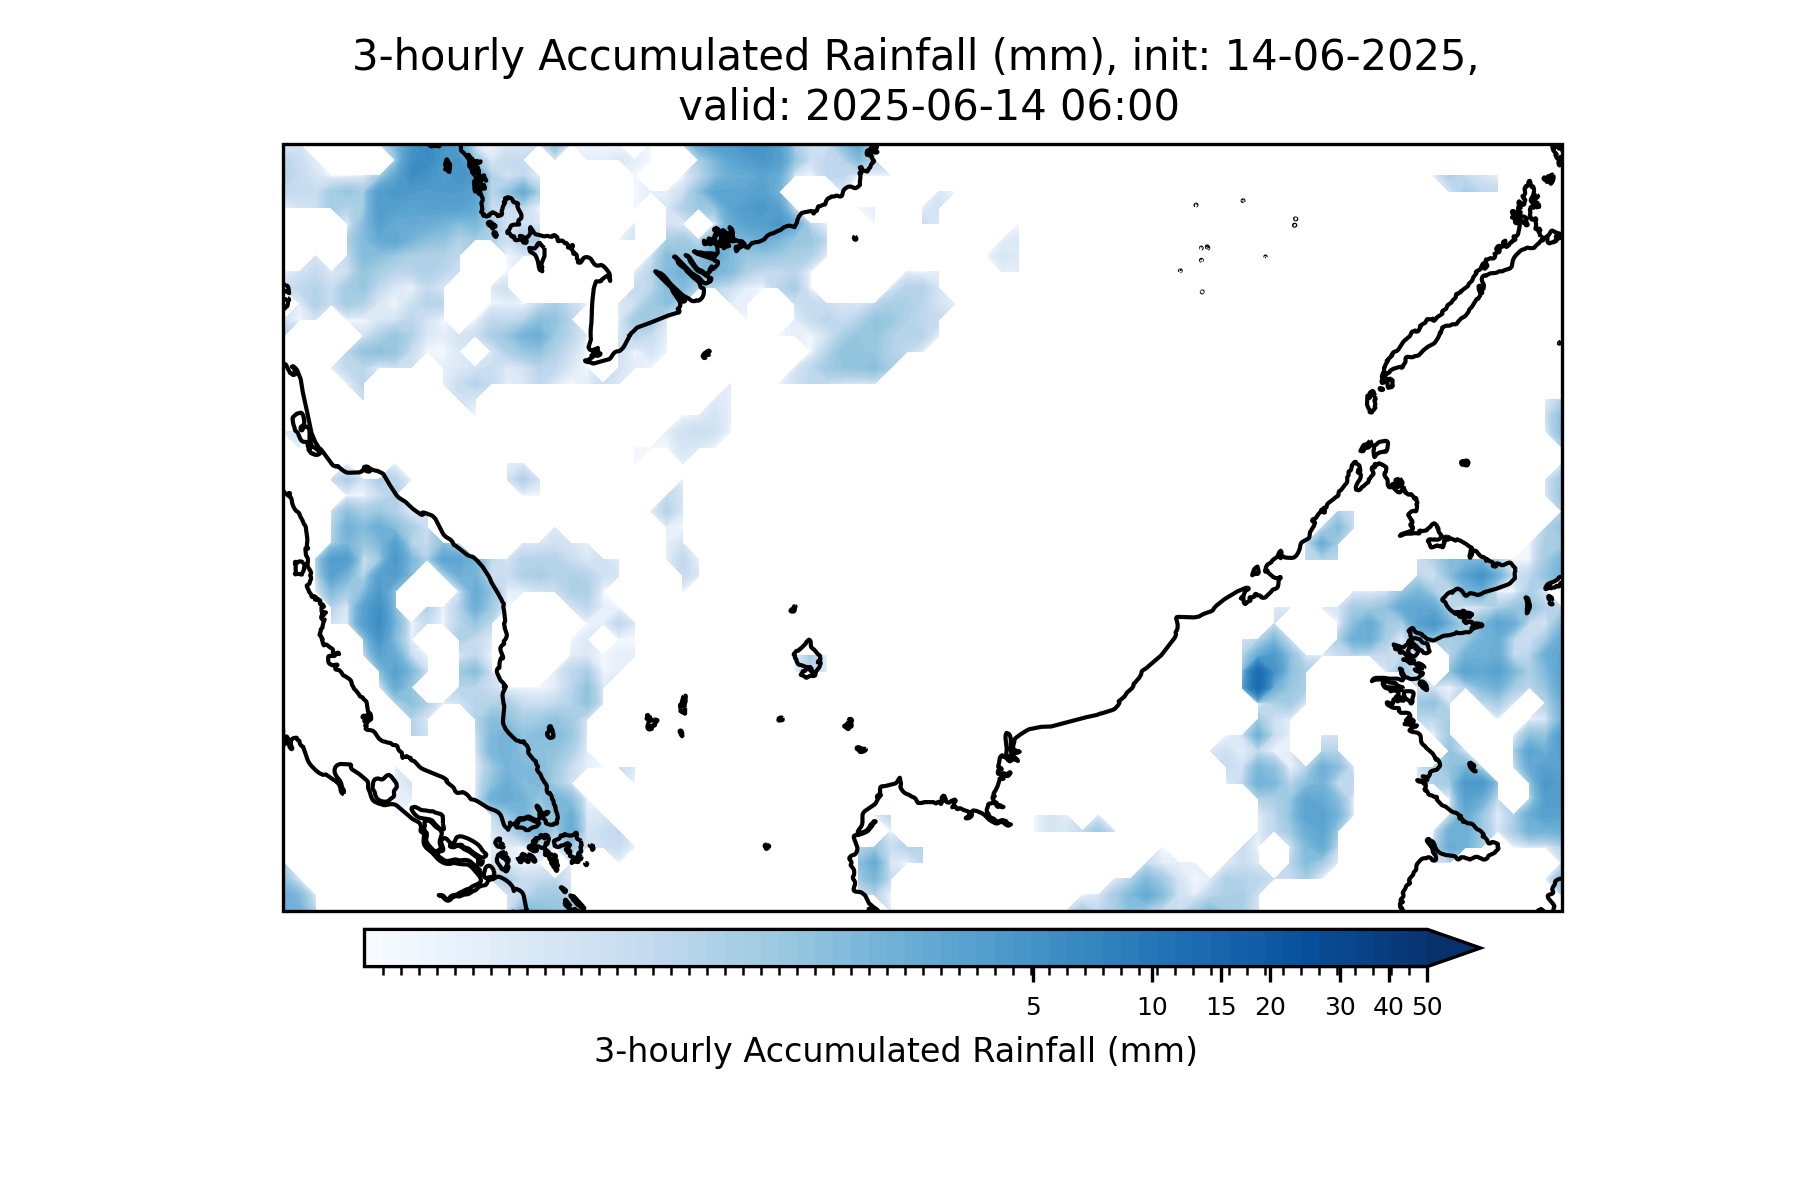 3-hourly Accumulated Rainfall (mm), init: 14-06-2025,
valid: 2025-06-14 06:00
5 10 15 20 30 40 50
3-hourly Accumulated Rainfall (mm)